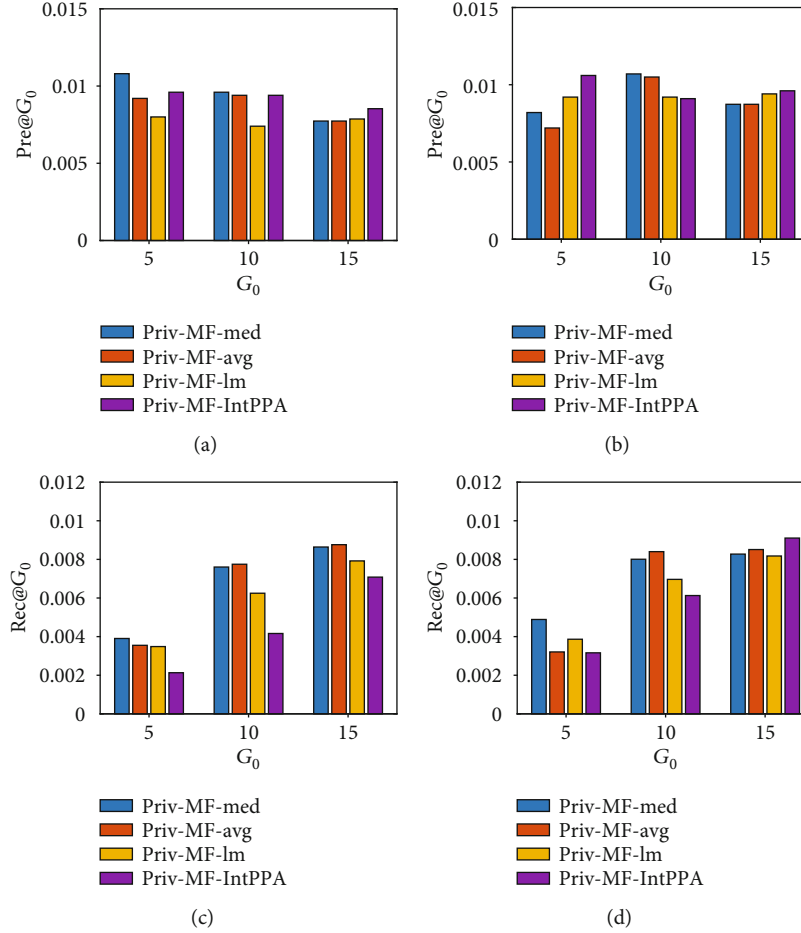 0.015
0.01
0.005
0
Pre@G₀
5 10 15
G₀
Priv-MF-med
Priv-MF-avg
Priv-MF-lm
Priv-MF-IntPPA
(a)
0.015
0.01
0.005
0
Pre@G₀
5 10 15
G₀
Priv-MF-med
Priv-MF-avg
Priv-MF-lm
Priv-MF-IntPPA
(b)
0.012
0.01
0.008
0.006
0.004
0.002
0
Rec@G₀
5 10 15
G₀
Priv-MF-med
Priv-MF-avg
Priv-MF-lm
Priv-MF-IntPPA
(c)
0.012
0.01
0.008
0.006
0.004
0.002
0
Rec@G₀
5 10 15
G₀
Priv-MF-med
Priv-MF-avg
Priv-MF-lm
Priv-MF-IntPPA
(d)